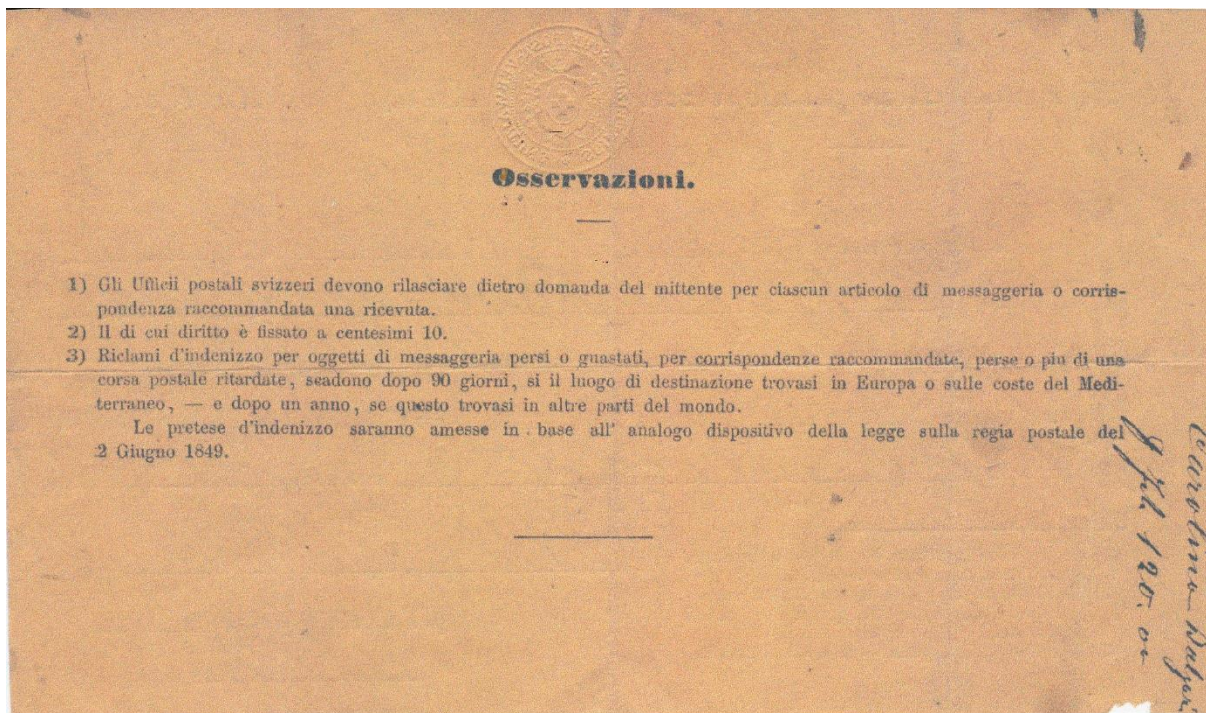 Osservazioni.
1) Gli Ufficii postali svizzeri devono rilasciare dietro domanda del mittente per ciascun articolo di messaggeria o corris-
pondenza raccommandata una ricevuta.
2) Il di cui diritto è fissato a centesimi 10.
3) Riclami d'indenizzo per oggetti di messaggeria persi o guastati, per corrispondenze raccommandate, perse o piu di una
corsa postale ritardate, scadono dopo 90 giorni, si il luogo di destinazione trovasi in Europa o sulle coste del Medi-
terraneo, — e dopo un anno, se questo trovasi in altre parti del mondo.
Le pretese d'indenizzo saranno amesse in base all' analogo dispositivo della legge sulla regia postale del
2 Giugno 1849.
120